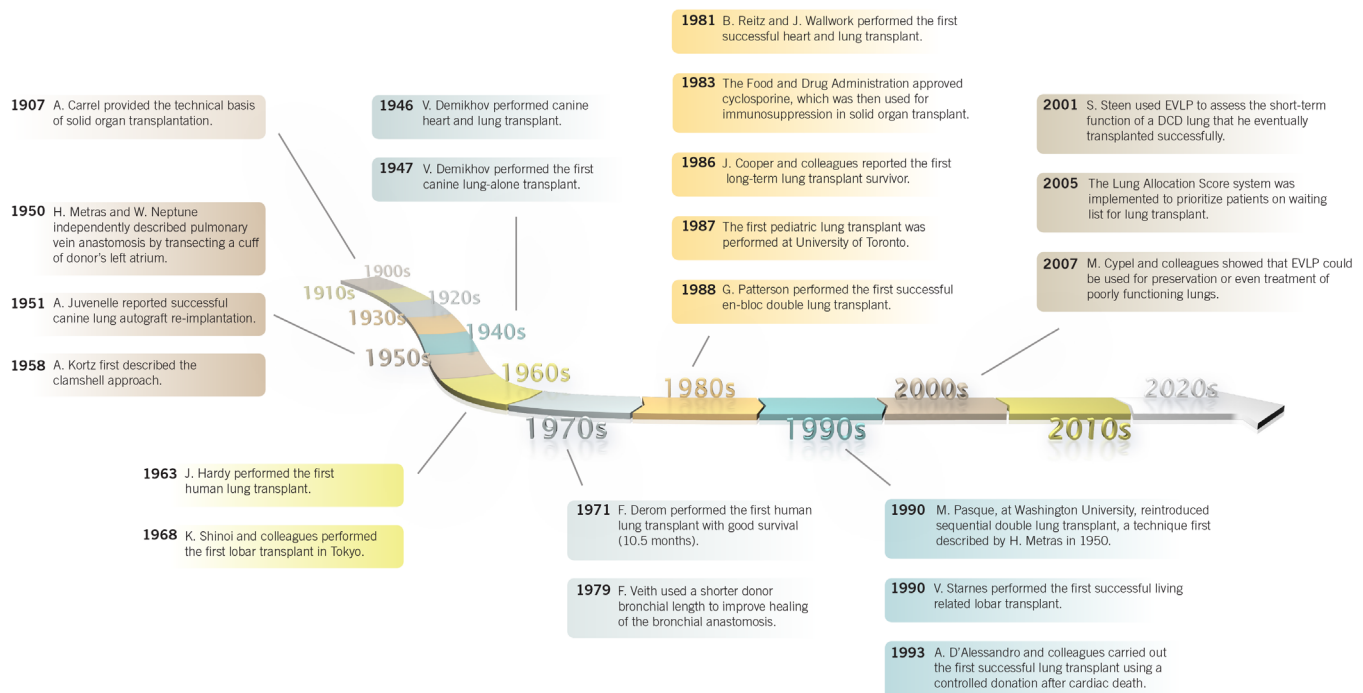 1907 A. Carrel provided the technical basis
of solid organ transplantation.
1950 H. Metras and W. Neptune
independently described pulmonary
vein anastomosis by transecting a cuff
of donor's left atrium.
1951 A. Juvenelle reported successful
canine lung autograft re-implantation.
1958 A. Kortz first described the
clamshell approach.
1946 V. Demikhov performed canine
heart and lung transplant.
1947 V. Demikhov performed the first
canine lung-alone transplant.
1981 B. Reitz and J. Wallwork performed the first
successful heart and lung transplant.
1983 The Food and Drug Administration approved
cyclosporine, which was then used for
immunosuppression in solid organ transplant.
1986 J. Cooper and colleagues reported the first
long-term lung transplant survivor.
1987 The first pediatric lung transplant was
performed at University of Toronto.
1988 G. Patterson performed the first successful
en-bloc double lung transplant.
2001 S. Steen used EVLP to assess the short-term
function of a DCD lung that he eventually
transplanted successfully.
2005 The Lung Allocation Score system was
implemented to prioritize patients on waiting
list for lung transplant.
2007 M. Cypel and colleagues showed that EVLP could
be used for preservation or even treatment of
poorly functioning lungs.
1900s
1910s
1920s
1930s
1940s
1950s
1960s
1970s
1980s
1990s
2000s
2010s
2020s
1963 J. Hardy performed the first
human lung transplant.
1968 K. Shinoi and colleagues performed
the first lobar transplant in Tokyo.
1971 F. Derom performed the first human
lung transplant with good survival
(10.5 months).
1979 F. Veith used a shorter donor
bronchial length to improve healing
of the bronchial anastomosis.
1990 M. Pasque, at Washington University, reintroduced
sequential double lung transplant, a technique first
described by H. Metras in 1950.
1990 V. Starnes performed the first successful living
related lobar transplant.
1993 A. D'Alessandro and colleagues carried out
the first successful lung transplant using a
controlled donation after cardiac death.